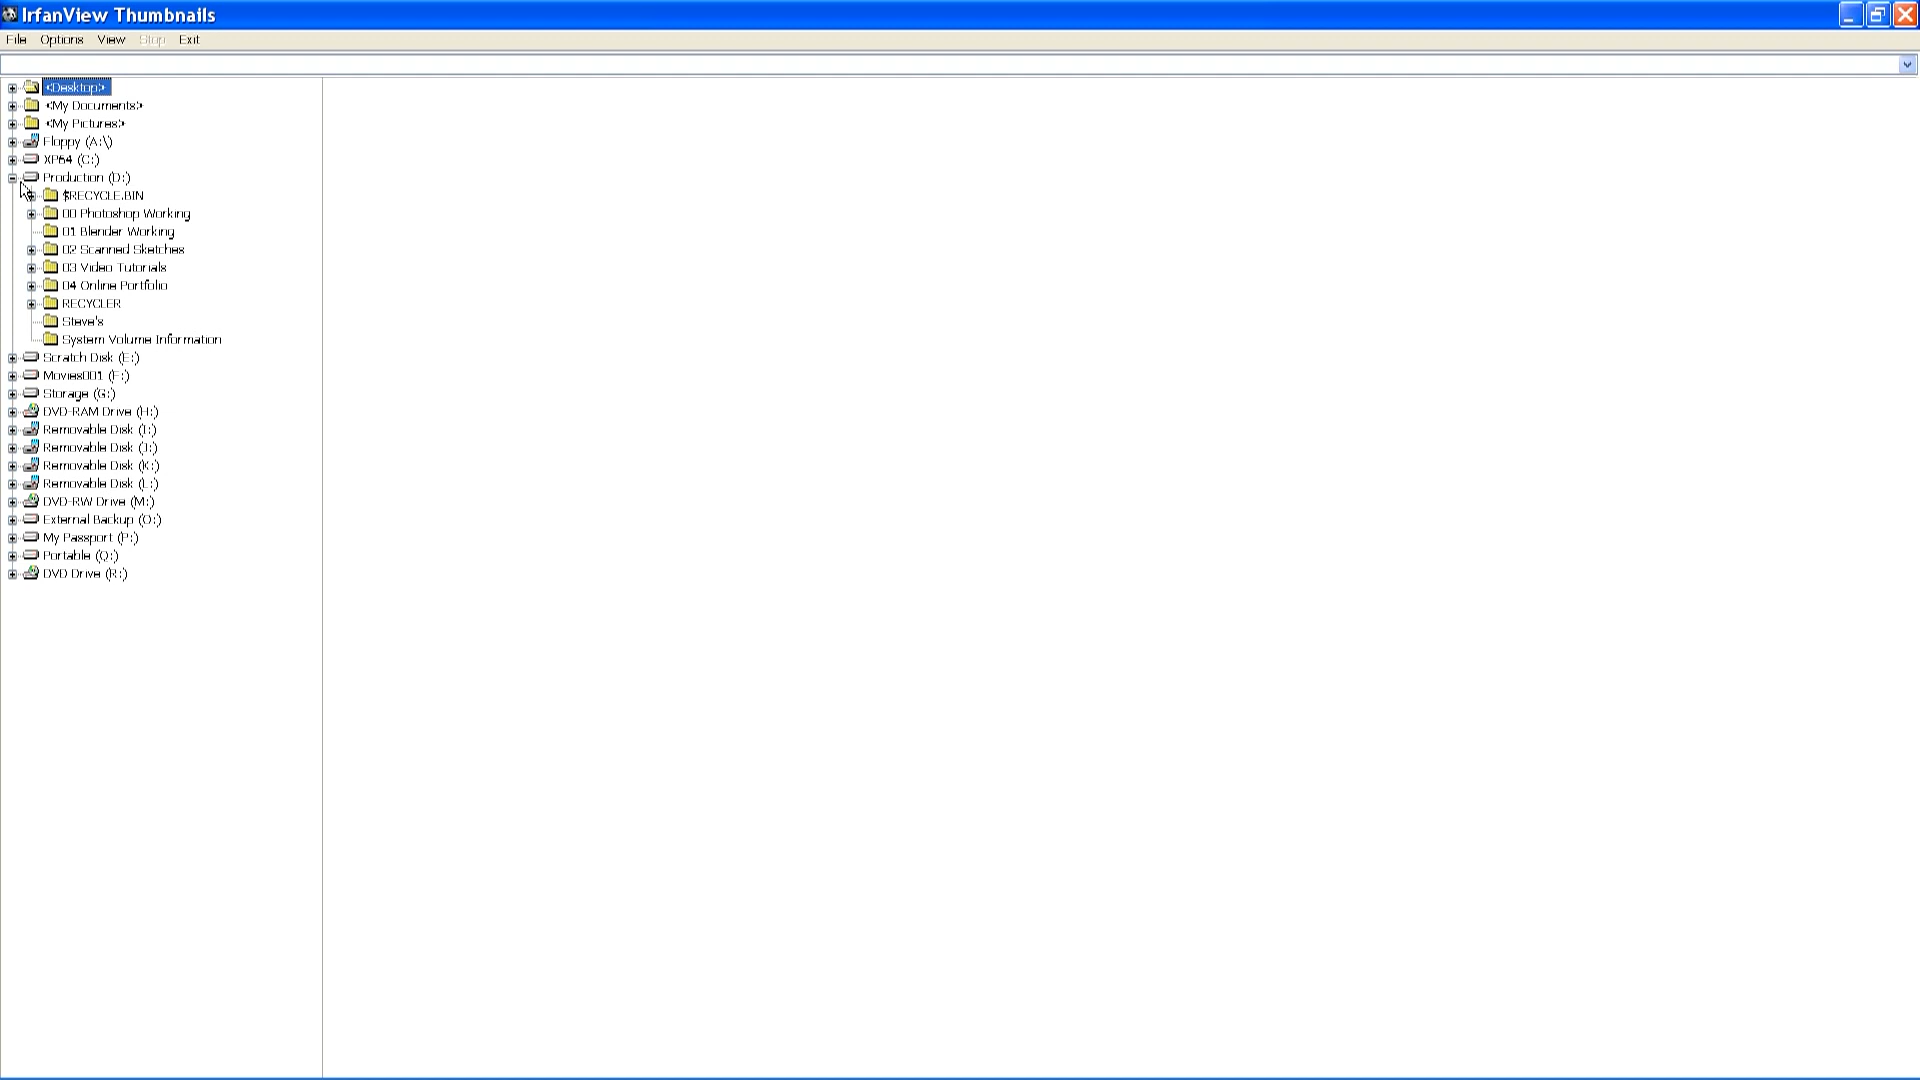 IrfanView Thumbnails
File Options View Stop Exit
<Desktop>
<My Documents>
<My Pictures>
Floppy (A:\)
XP64 (C:)
Production (D:)
$RECYCLE.BIN
00 Photoshop Working
01 Blender Working
02 Scanned Sketches
03 Video Tutorials
04 Online Portfolio
RECYCLER
Steve's
System Volume Information
Scratch Disk (E:)
Movies001 (F:)
Storage (G:)
DVD-RAM Drive (H:)
Removable Disk (I:)
Removable Disk (J:)
Removable Disk (K:)
Removable Disk (L:)
DVD-RW Drive (M:)
External Backup (O:)
My Passport (P:)
Portable (Q:)
DVD Drive (R:)